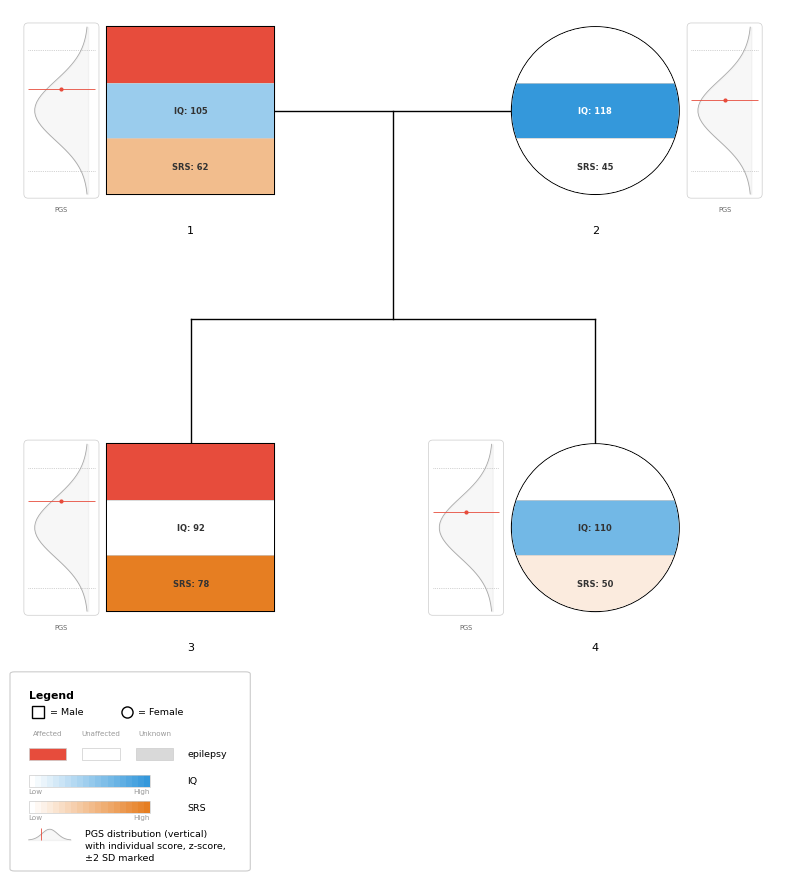 IQ: 105
SRS: 62
IQ: 118
SRS: 45
PGS
PGS
1
2
IQ: 92
SRS: 78
IQ: 110
SRS: 50
PGS
PGS
3
4
Legend
= Male
= Female
Affected
Unaffected
Unknown
epilepsy
IQ
Low
High
SRS
Low
High
PGS distribution (vertical)
with individual score, z-score,
±2 SD marked